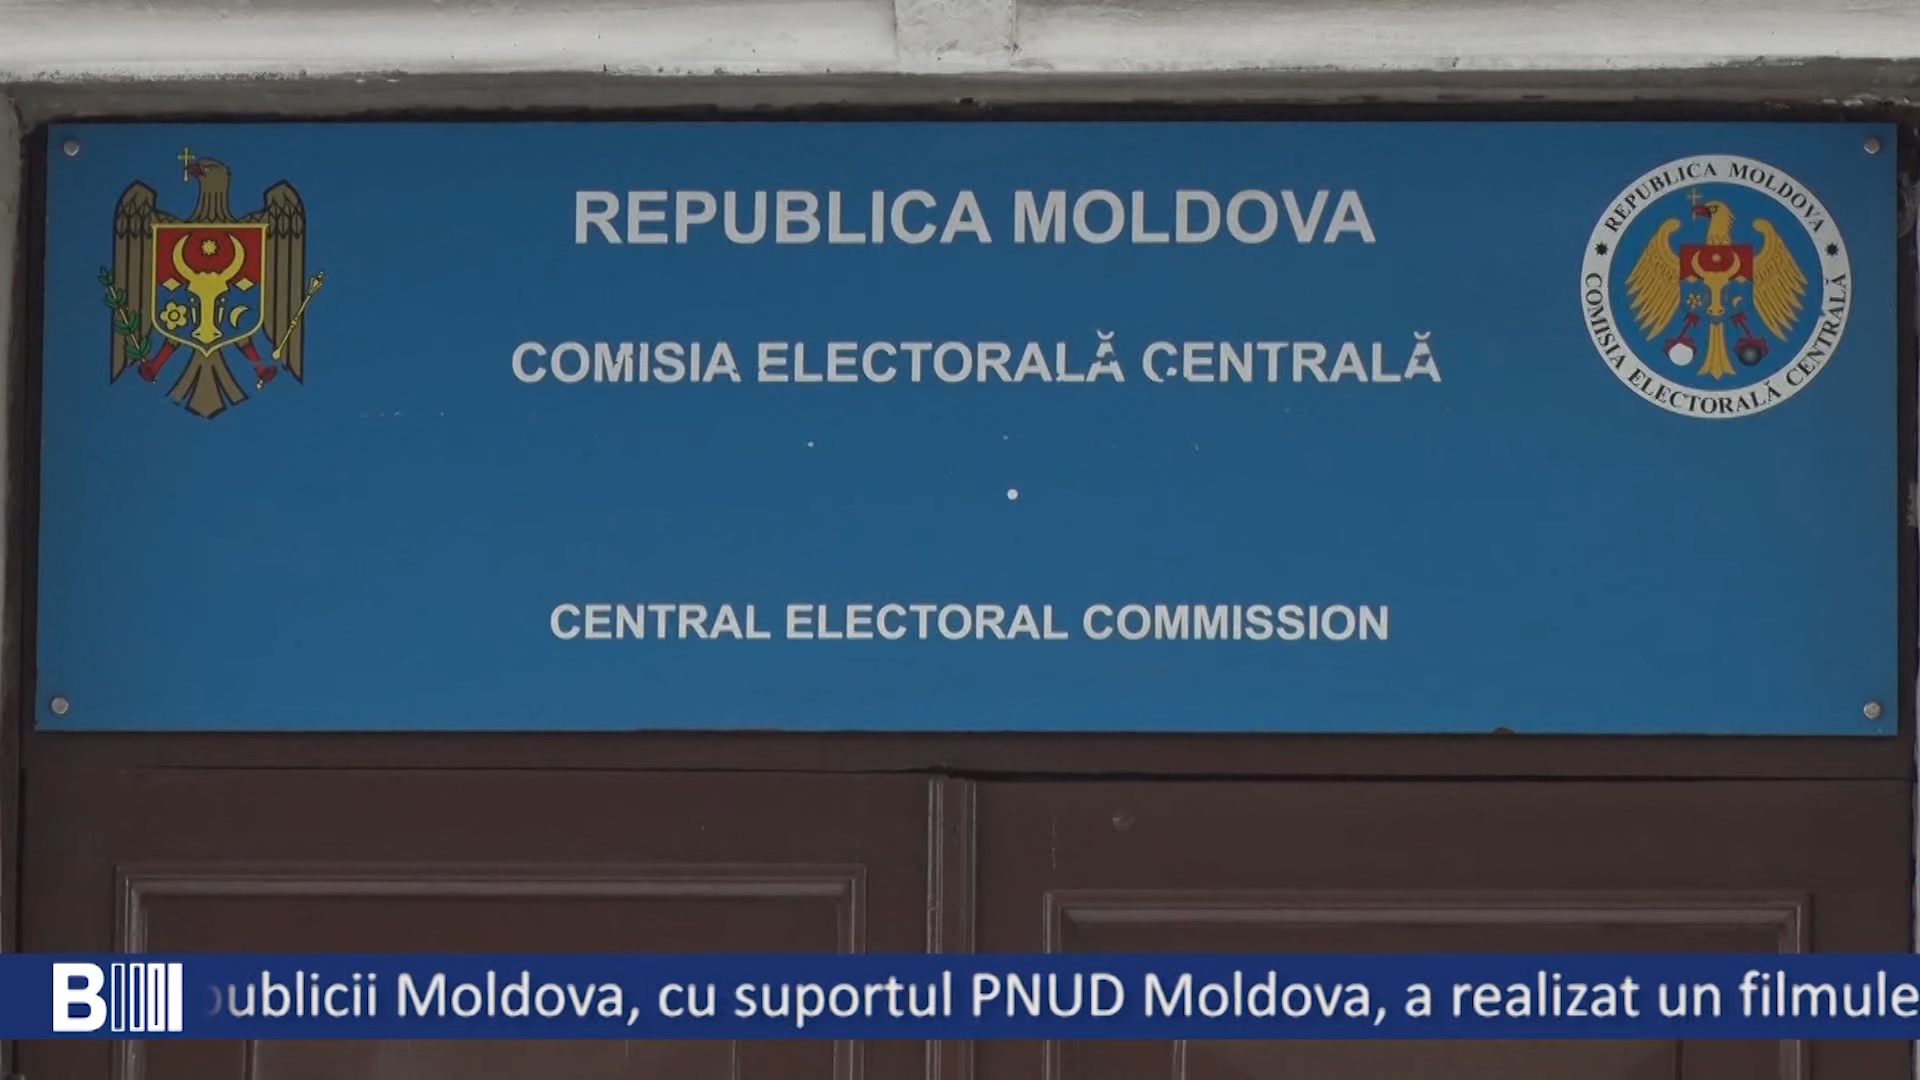 REPUBLICA MOLDOVA
COMISIA ELECTORALĂ CENTRALĂ
CENTRAL ELECTORAL COMMISSION
REPUBLICA MOLDOVA
COMISIA ELECTORALĂ CENTRALĂ
B
publicii Moldova, cu suportul PNUD Moldova, a realizat un filmule